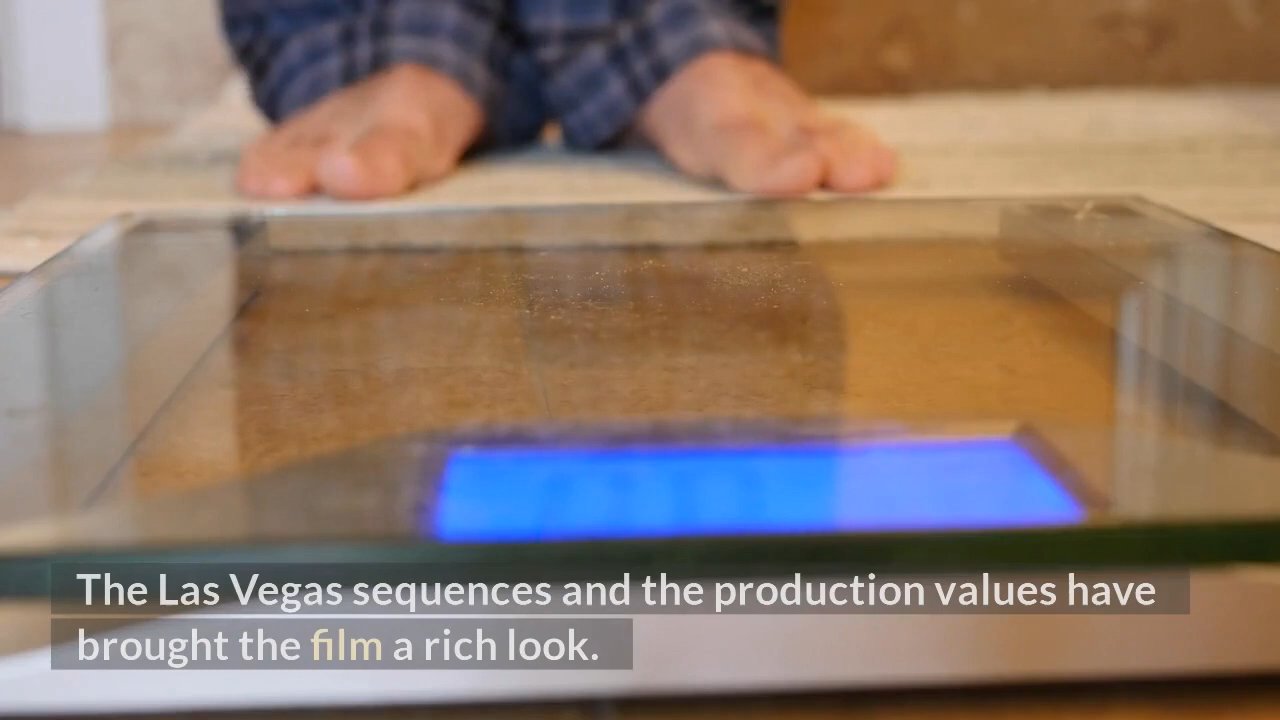 The Las Vegas sequences and the production values have
brought the film a rich look.